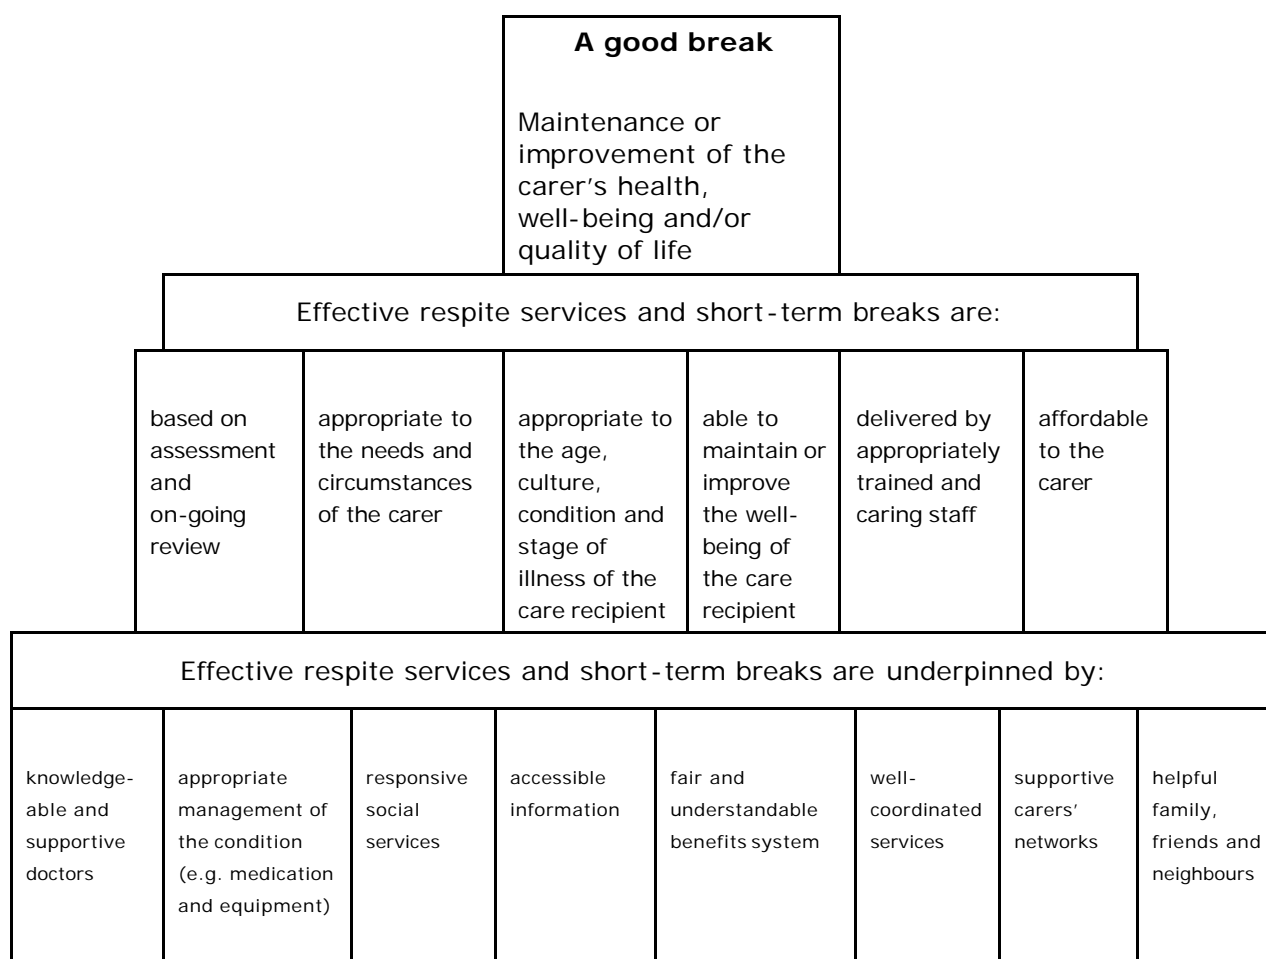 A good break
Maintenance or
improvement of the
carer's health,
well-being and/or
quality of life
Effective respite services and short-term breaks are:
based on
assessment
and
on-going
review
appropriate to
the needs and
circumstances
of the carer
appropriate to
the age,
culture,
condition and
stage of
illness of the
care recipient
able to
maintain or
improve
the well-
being of
the care
recipient
delivered by
appropriately
trained and
caring staff
affordable
to the
carer
Effective respite services and short-term breaks are underpinned by:
knowledge-
able and
supportive
doctors
appropriate
management of
the condition
(e.g. medication
and equipment)
responsive
social
services
accessible
information
fair and
understandable
benefits system
well-
coordinated
services
supportive
carers'
networks
helpful
family,
friends and
neighbours